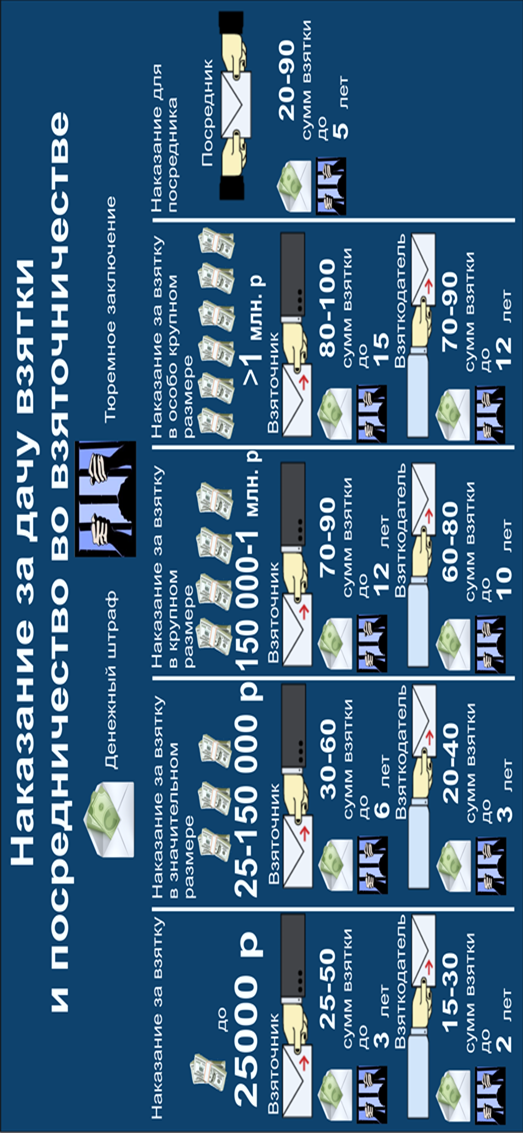 Наказание за дачу взятки
и посредничество во взяточничестве
Денежный штраф
Тюремное заключение
Наказание за взятку
до
25000 р
Взяточник
25-50
сумм взятки
до
3 лет
Взяткодатель
15-30
сумм взятки
до
2 лет
Наказание за взятку
в значительном
размере
25-150 000 р
Взяточник
30-60
сумм взятки
до
6 лет
Взяткодатель
20-40
сумм взятки
до
3 лет
Наказание за взятку
в крупном
размере
150 000-1 млн. р
Взяточник
70-90
сумм взятки
до
12 лет
Взяткодатель
60-80
сумм взятки
до
10 лет
Наказание за взятку
в особо крупном
размере
>1 млн. р
Взяточник
80-100
сумм взятки
до
15 лет
Взяткодатель
70-90
сумм взятки
до
12 лет
Наказание для
посредника
Посредник
20-90
сумм взятки
до
5 лет